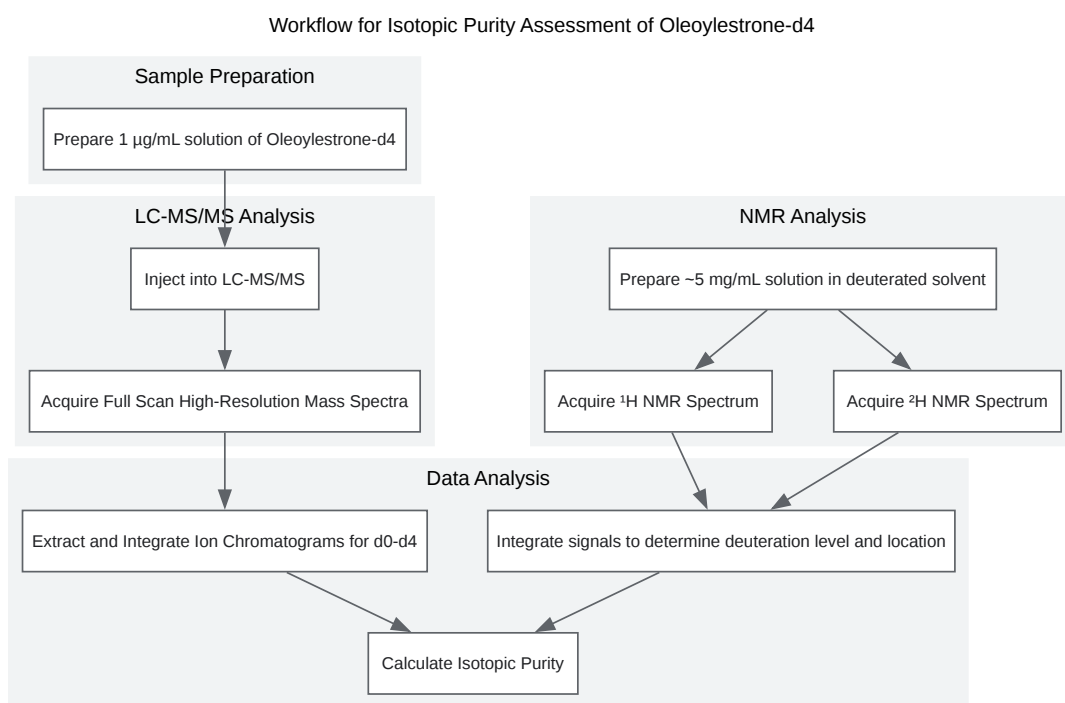 Workflow for Isotopic Purity Assessment of Oleoylestrone-d4
Sample Preparation
Prepare 1 µg/mL solution of Oleoylestrone-d4
LC-MS/MS Analysis
Inject into LC-MS/MS
Acquire Full Scan High-Resolution Mass Spectra
NMR Analysis
Prepare ~5 mg/mL solution in deuterated solvent
Acquire ¹H NMR Spectrum
Acquire ²H NMR Spectrum
Data Analysis
Extract and Integrate Ion Chromatograms for d0-d4
Integrate signals to determine deuteration level and location
Calculate Isotopic Purity